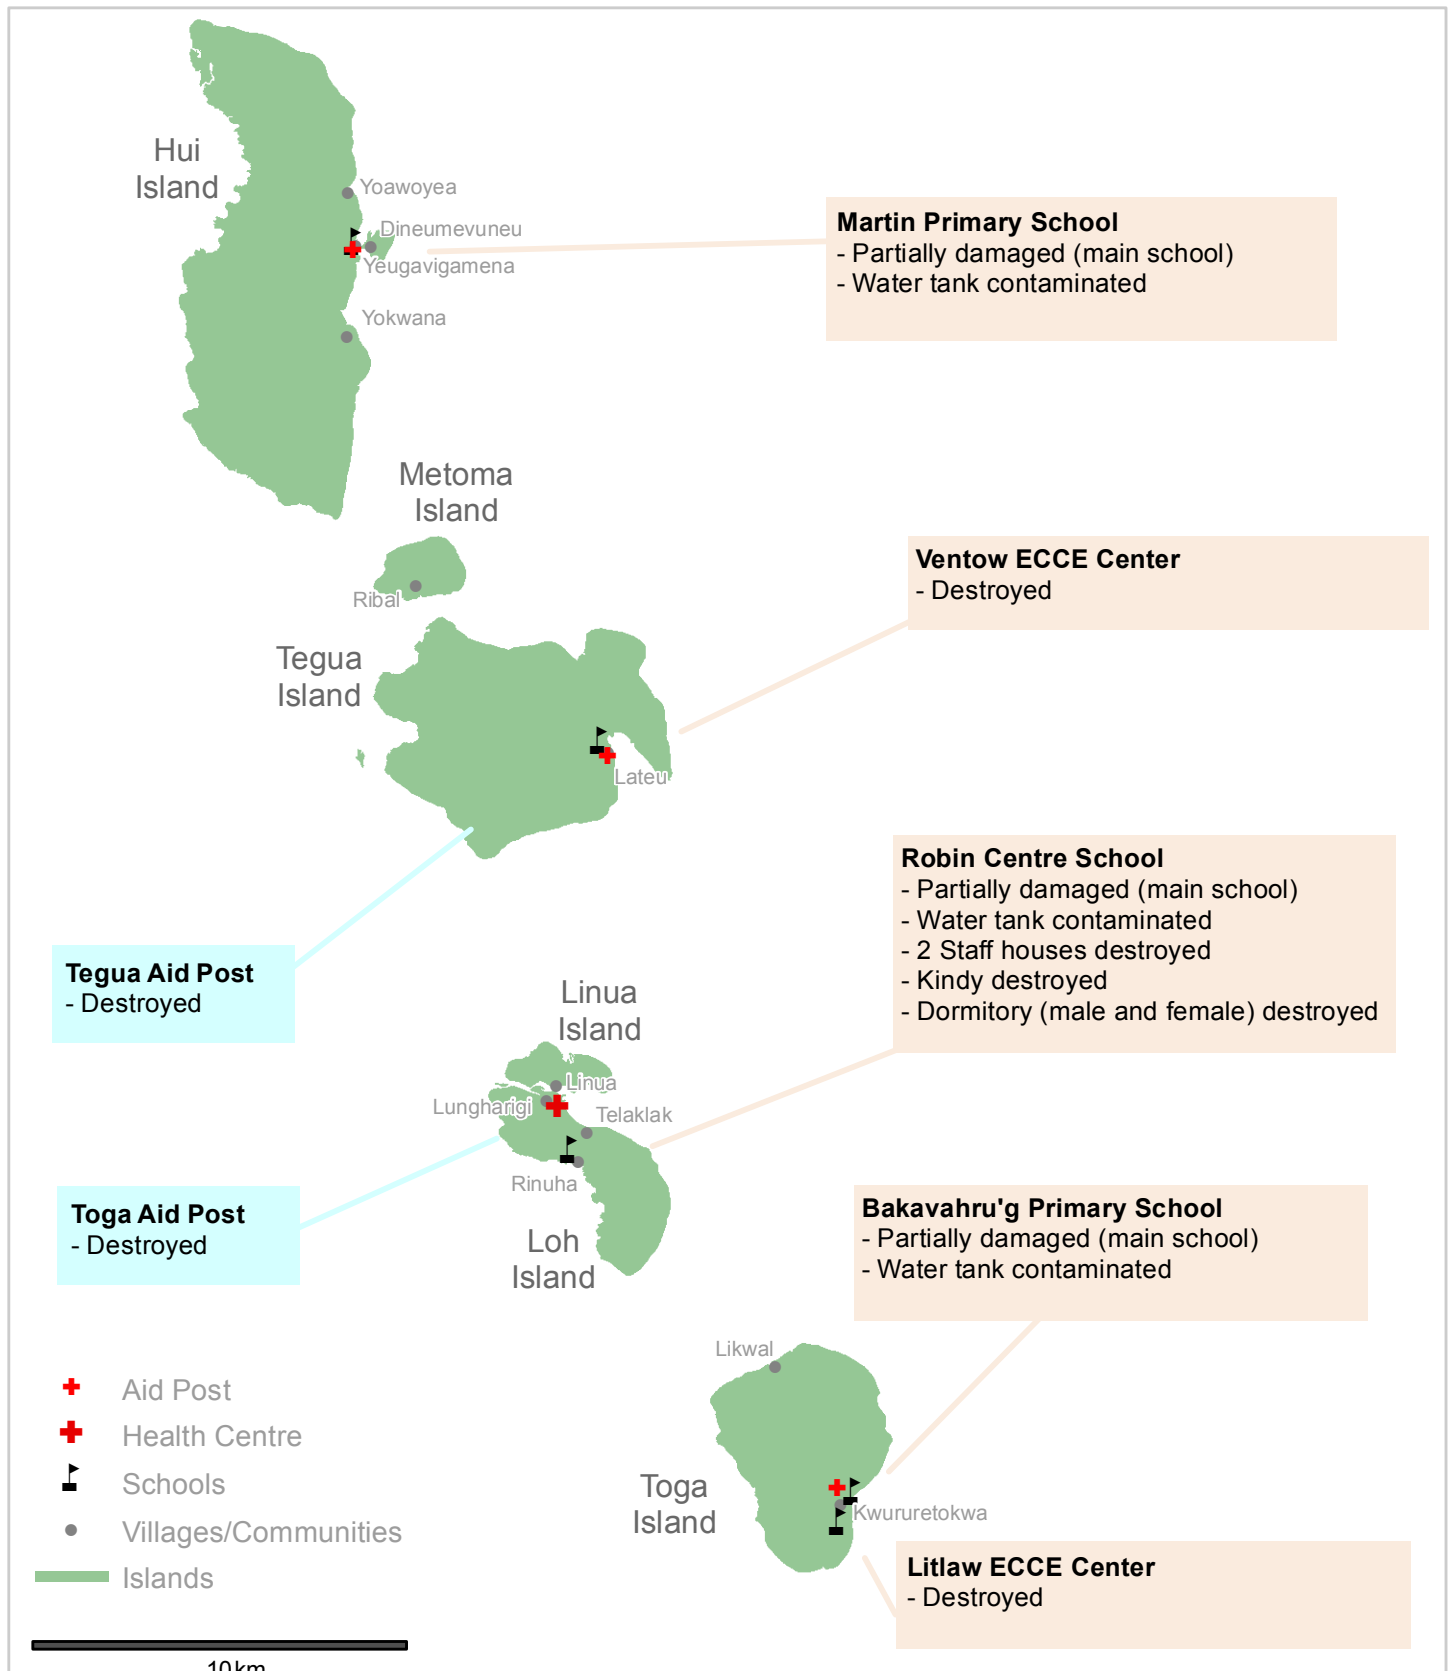 Hui
Island
Yoawoyea
Dineumevuneu
Yeugavigamena
Yokwana
Martin Primary School
- Partially damaged (main school)
- Water tank contaminated
Metoma
Island
Ribal
Ventow ECCE Center
- Destroyed
Tegua
Island
Lateu
Robin Centre School
- Partially damaged (main school)
- Water tank contaminated
- 2 Staff houses destroyed
- Kindy destroyed
- Dormitory (male and female) destroyed
Tegua Aid Post
- Destroyed
Linua
Island
Linua
Lungharigi
Telaklak
Rinuha
Loh
Island
Toga Aid Post
- Destroyed
Bakavahru'g Primary School
- Partially damaged (main school)
- Water tank contaminated
Likwal
Toga
Island
Kwururetokwa
Litlaw ECCE Center
- Destroyed
Aid Post
Health Centre
Schools
Villages/Communities
Islands
10 km